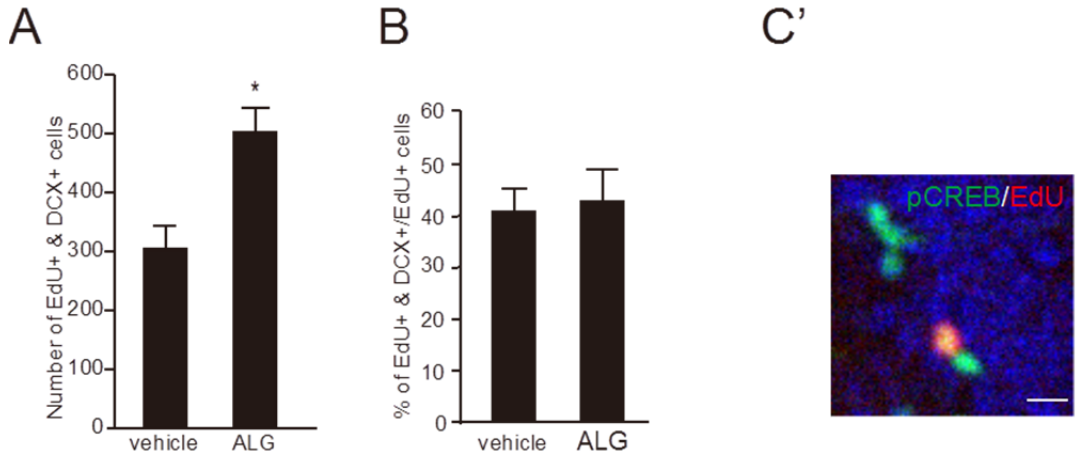 A
B
C’
Number of EdU+ & DCX+ cells
600
500
400
300
200
100
0
*
vehicle
ALG
% of EdU+ & DCX+/EdU+ cells
60
50
40
30
20
10
0
vehicle
ALG
pCREB/EdU